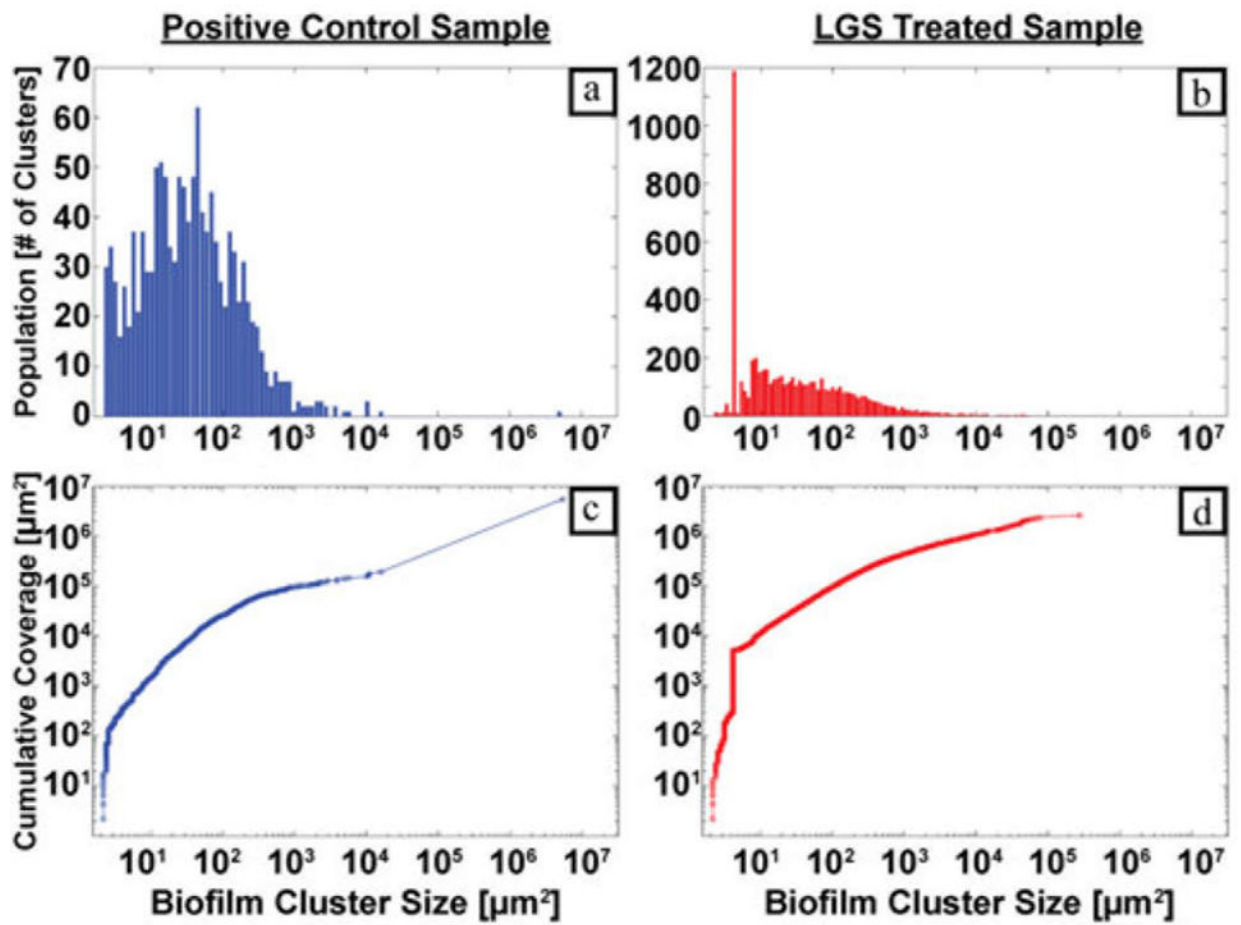 Positive Control Sample
LGS Treated Sample
Population [# of Clusters]
70
60
50
40
30
20
10
0
a
10¹ 10² 10³ 10⁴ 10⁵ 10⁶ 10⁷
1200
1000
800
600
400
200
0
b
10¹ 10² 10³ 10⁴ 10⁵ 10⁶ 10⁷
Cumulative Coverage [µm²]
10⁷
10⁶
10⁵
10⁴
10³
10²
10¹
c
10¹ 10² 10³ 10⁴ 10⁵ 10⁶ 10⁷
Biofilm Cluster Size [µm²]
10⁷
10⁶
10⁵
10⁴
10³
10²
10¹
d
10¹ 10² 10³ 10⁴ 10⁵ 10⁶ 10⁷
Biofilm Cluster Size [µm²]